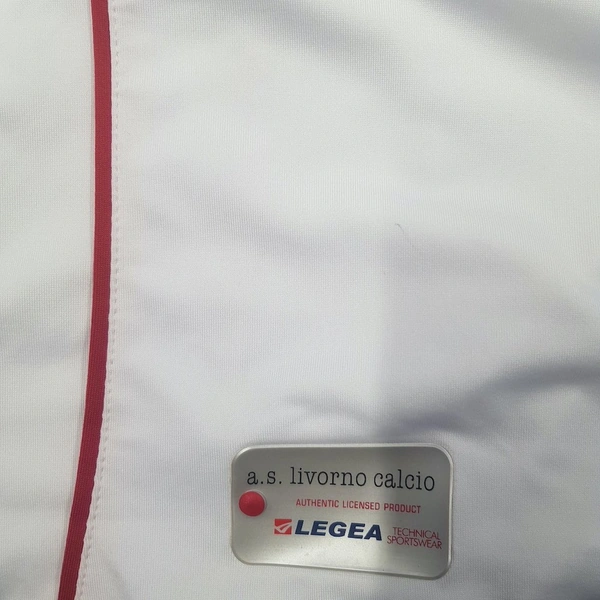 a.s. livorno calcio
AUTHENTIC LICENSED PRODUCT
LEGEA TECHNICAL
SPORTSWEAR